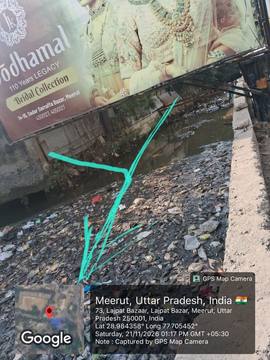 odhamal
110 Years LEGACY
Bridal Collection
GPS Map Camera
Meerut, Uttar Pradesh, India
73, Lajpat Bazaar, Lajpat Bazar, Meerut, Uttar
Pradesh 250001, India
Lat 28.984358° Long 77.705452°
Saturday, 21/11/2026 01:17 PM GMT +05:30
Note : Captured by GPS Map Camera
Google